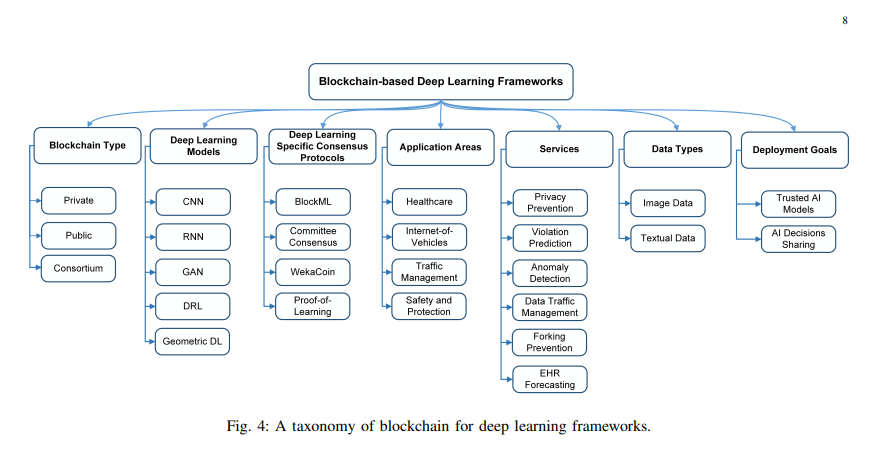 8
Blockchain-based Deep Learning Frameworks
Blockchain Type
Private
Public
Consortium
Deep Learning
Models
CNN
RNN
GAN
DRL
Geometric DL
Deep Learning
Specific Consensus
Protocols
BlockML
Committee
Consensus
WekaCoin
Proof-of-
Learning
Application Areas
Healthcare
Internet-of-
Vehicles
Traffic
Management
Safety and
Protection
Services
Privacy
Prevention
Violation
Prediction
Anomaly
Detection
Data Traffic
Management
Forking
Prevention
EHR
Forecasting
Data Types
Image Data
Textual Data
Deployment Goals
Trusted AI
Models
AI Decisions
Sharing
Fig. 4: A taxonomy of blockchain for deep learning frameworks.